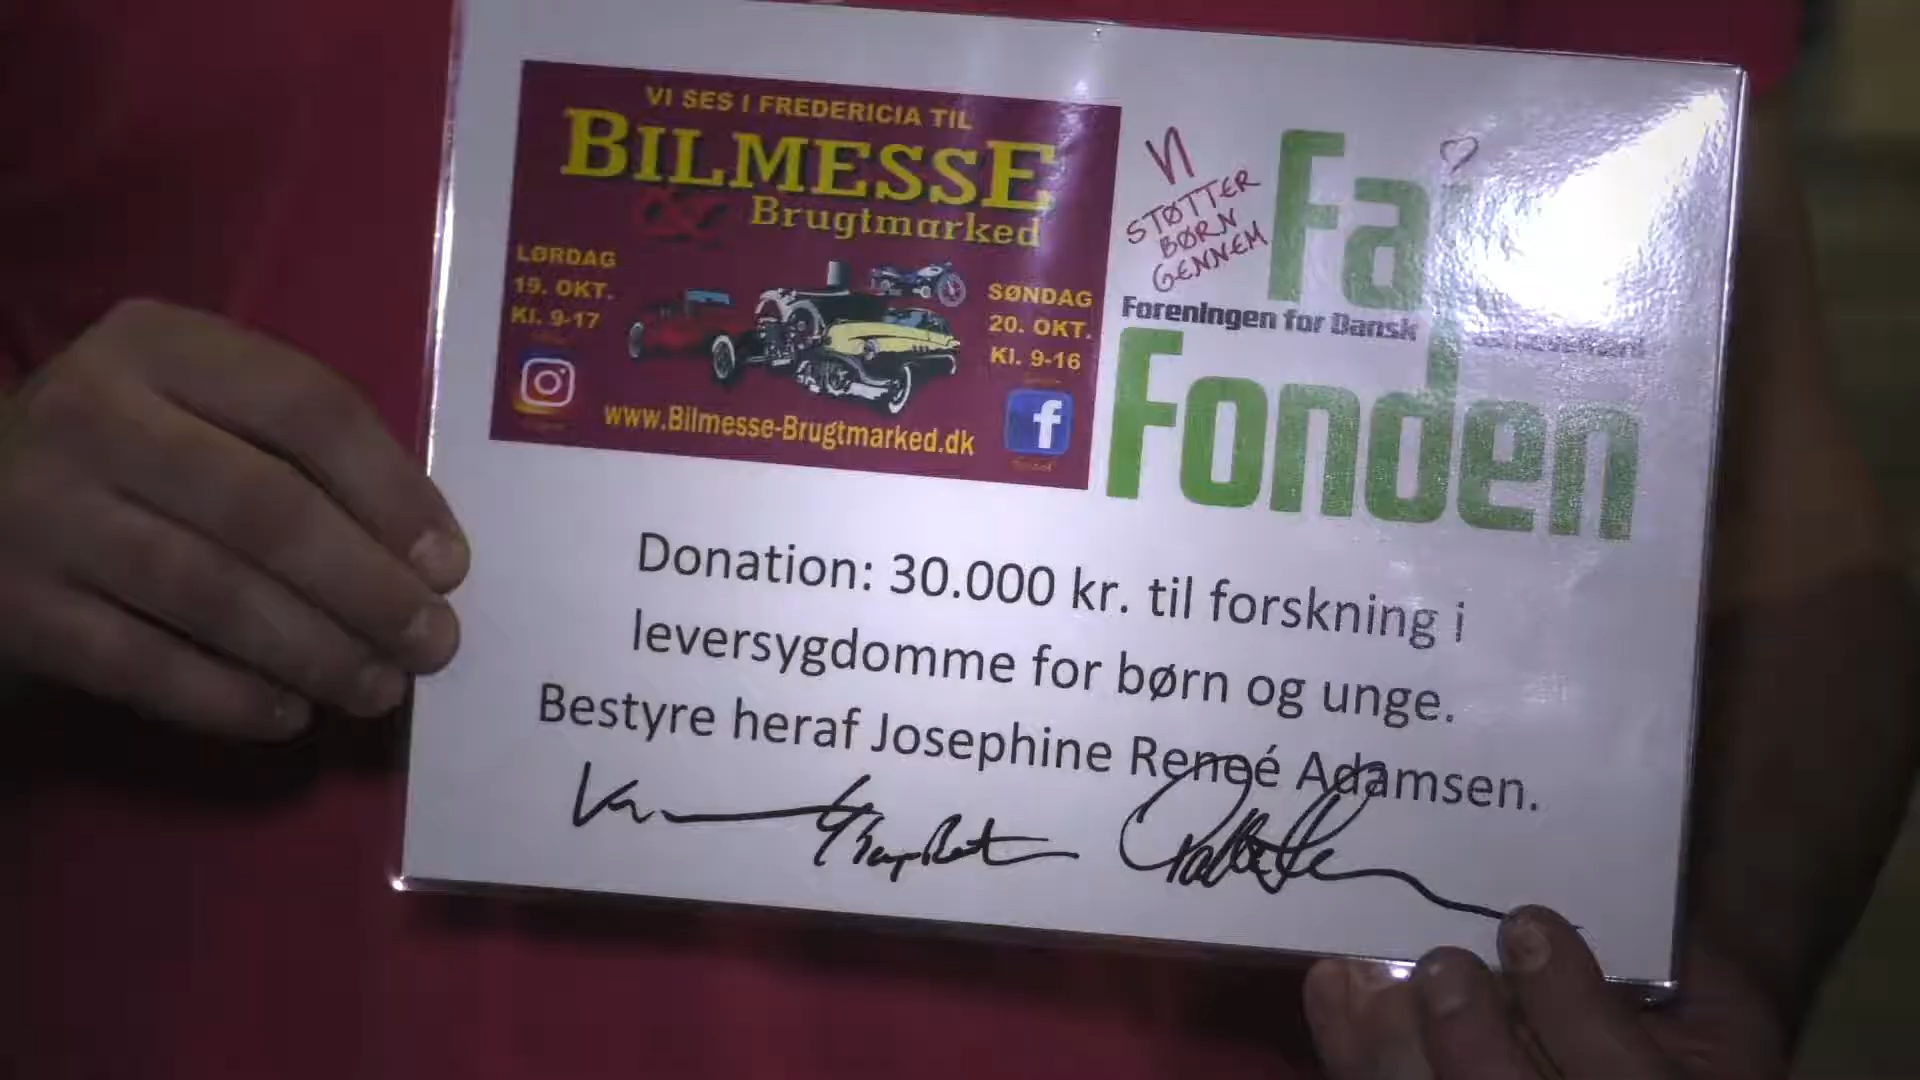 VI SES I FREDERICIA TIL
BILMESSE
& Brugtmarked
LØRDAG
19. OKT.
Kl. 9-17
SØNDAG
20. OKT.
Kl. 9-16
www.Bilmesse-Brugtmarked.dk
f
STØTTER
BØRN
GENNEM
Fai
Foreningen for Dansk
Fonden
Donation: 30.000 kr. til forskning i
leversygdomme for børn og unge.
Bestyre heraf Josephine Reneé Adamsen.